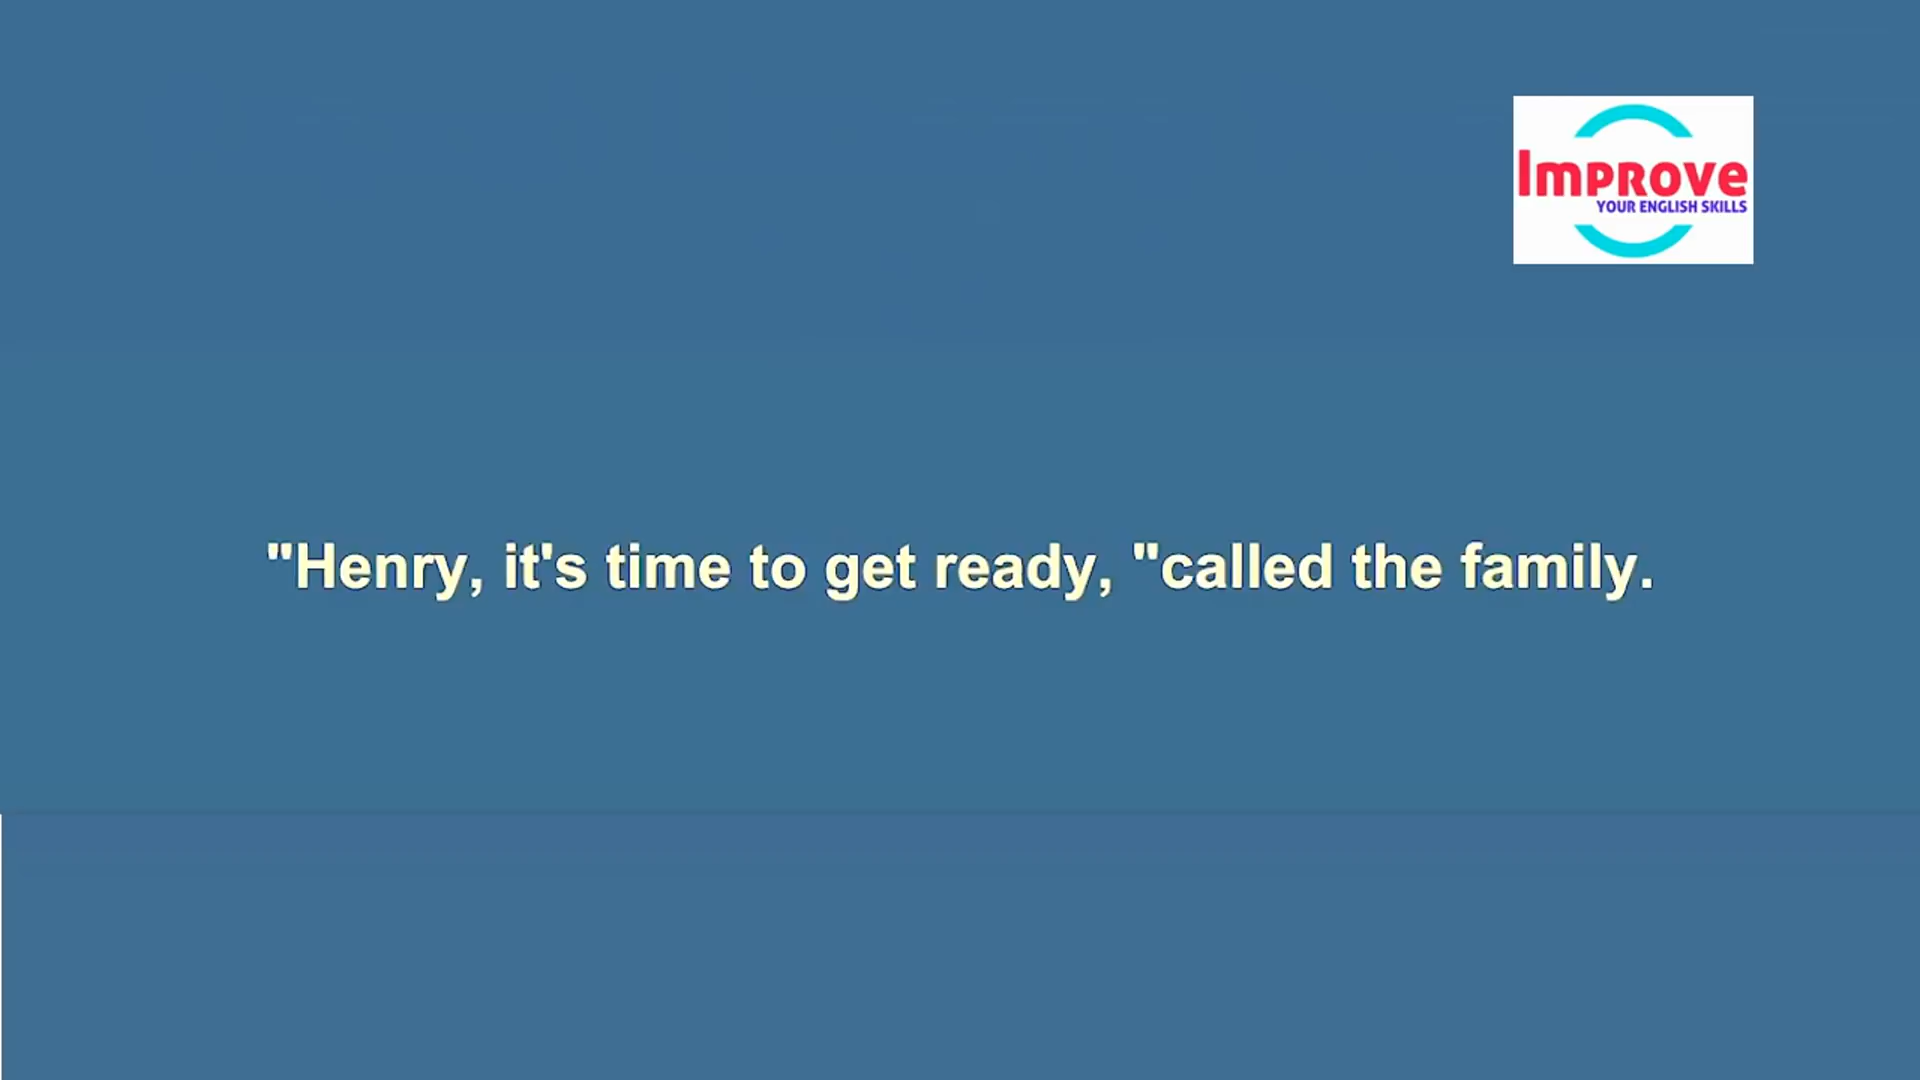 Improve
YOUR ENGLISH SKILLS
"Henry, it's time to get ready, "called the family.